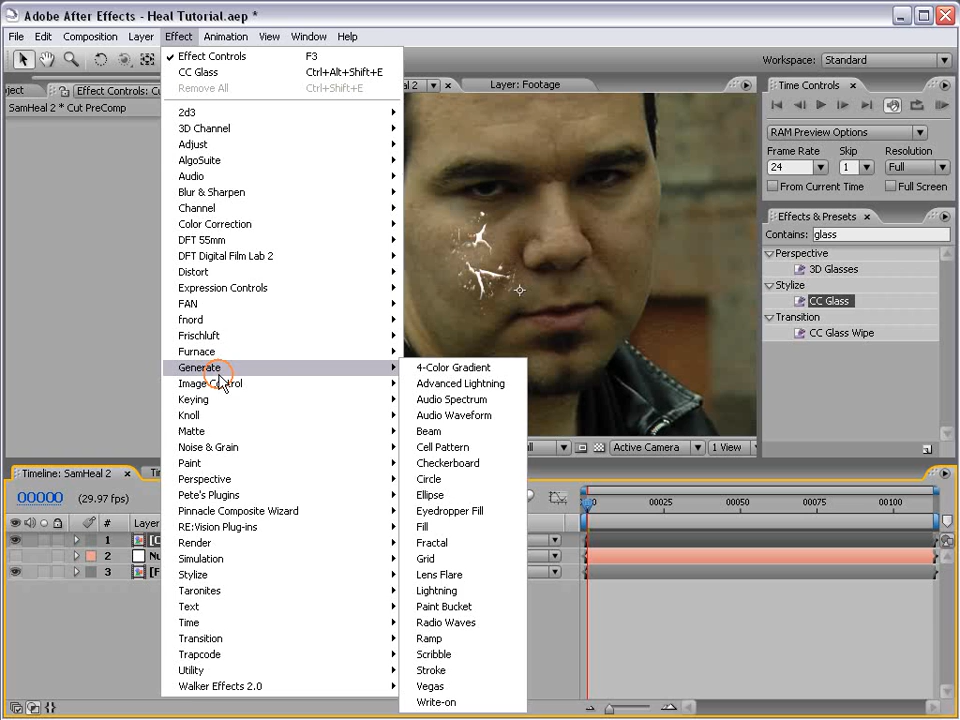 Adobe After Effects - Heal Tutorial.aep *
File Edit Composition Layer Effect Animation View Window Help
Workspace: Standard
Effect Controls F3
CC Glass Ctrl+Alt+Shift+E
Remove All Ctrl+Shift+E
2d3
3D Channel
Adjust
AlgoSuite
Audio
Blur & Sharpen
Channel
Color Correction
DFT 55mm
DFT Digital Film Lab 2
Distort
Expression Controls
FAN
fnord
Frischluft
Furnace
Generate
Image Control
Keying
Knoll
Matte
Noise & Grain
Paint
Perspective
Pete's Plugins
Pinnacle Composite Wizard
RE:Vision Plug-ins
Render
Simulation
Stylize
Taronites
Text
Time
Transition
Trapcode
Utility
Walker Effects 2.0
4-Color Gradient
Advanced Lightning
Audio Spectrum
Audio Waveform
Beam
Cell Pattern
Checkerboard
Circle
Ellipse
Eyedropper Fill
Fill
Fractal
Grid
Lens Flare
Lightning
Paint Bucket
Radio Waves
Ramp
Scribble
Stroke
Vegas
Write-on
Effect Controls:
SamHeal 2 * Cut PreComp
2
Layer: Footage
Active Camera 1 View
Time Controls
RAM Preview Options
Frame Rate Skip Resolution
24 1 Full
From Current Time Full Screen
Effects & Presets
Contains: glass
Perspective
3D Glasses
Stylize
CC Glass
Transition
CC Glass Wipe
Timeline: SamHeal 2
00000 (29.97 fps)
00025 00050 00075 00100
# Layer
1
2
3